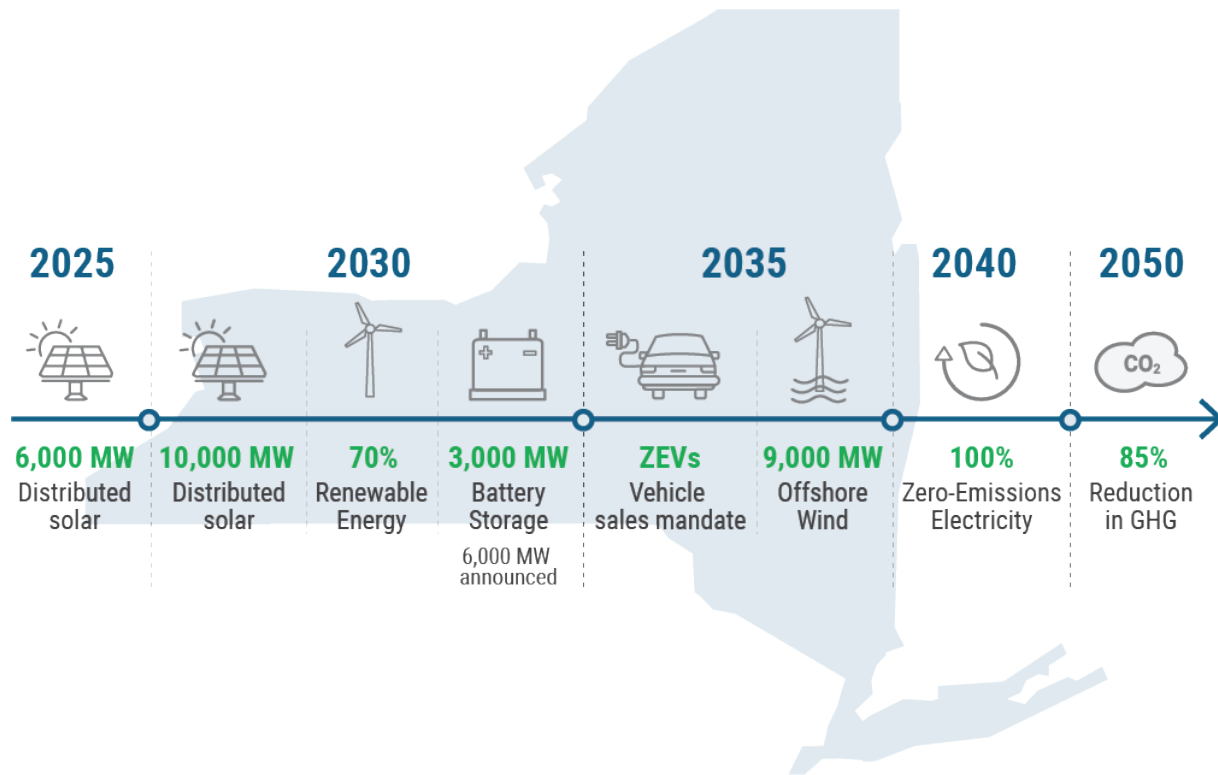 2025
2030
2035
2040
2050
CO₂
6,000 MW
Distributed
solar
10,000 MW
Distributed
solar
70%
Renewable
Energy
3,000 MW
Battery
Storage
6,000 MW
announced
ZEVs
Vehicle
sales mandate
9,000 MW
Offshore
Wind
100%
Zero-Emissions
Electricity
85%
Reduction
in GHG